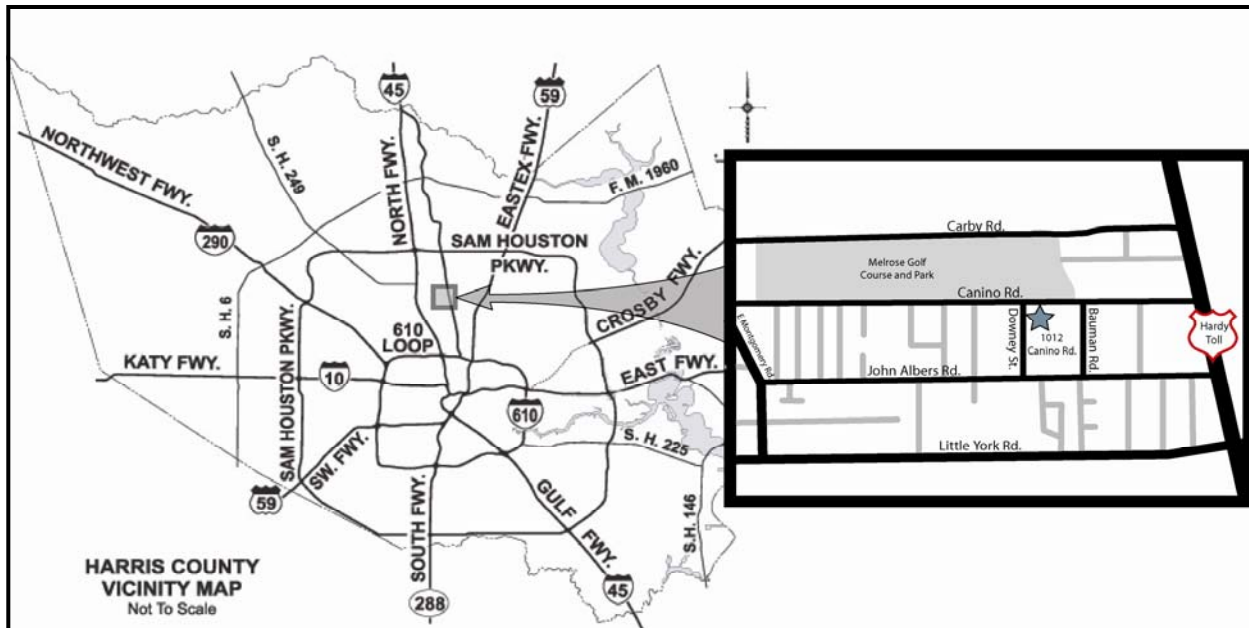 45
59
NORTHWEST FWY.
S. H. 249
NORTH FWY.
EASTEX FWY.
F. M. 1960
290
SAM HOUSTON
PKWY.
S. H. 6
CROSBY FWY.
610
LOOP
KATY FWY.
10
EAST FWY.
SAM HOUSTON PKWY.
610
SW. FWY.
S. H. 225
59
SOUTH FWY.
GULF FWY.
S.H. 146
HARRIS COUNTY
VICINITY MAP
Not To Scale
288
45
Carby Rd.
Melrose Golf
Course and Park
Canino Rd.
E Montgomery Rd.
Downey St.
1012
Canino Rd.
Bauman Rd.
Hardy
Toll
John Albers Rd.
Little York Rd.